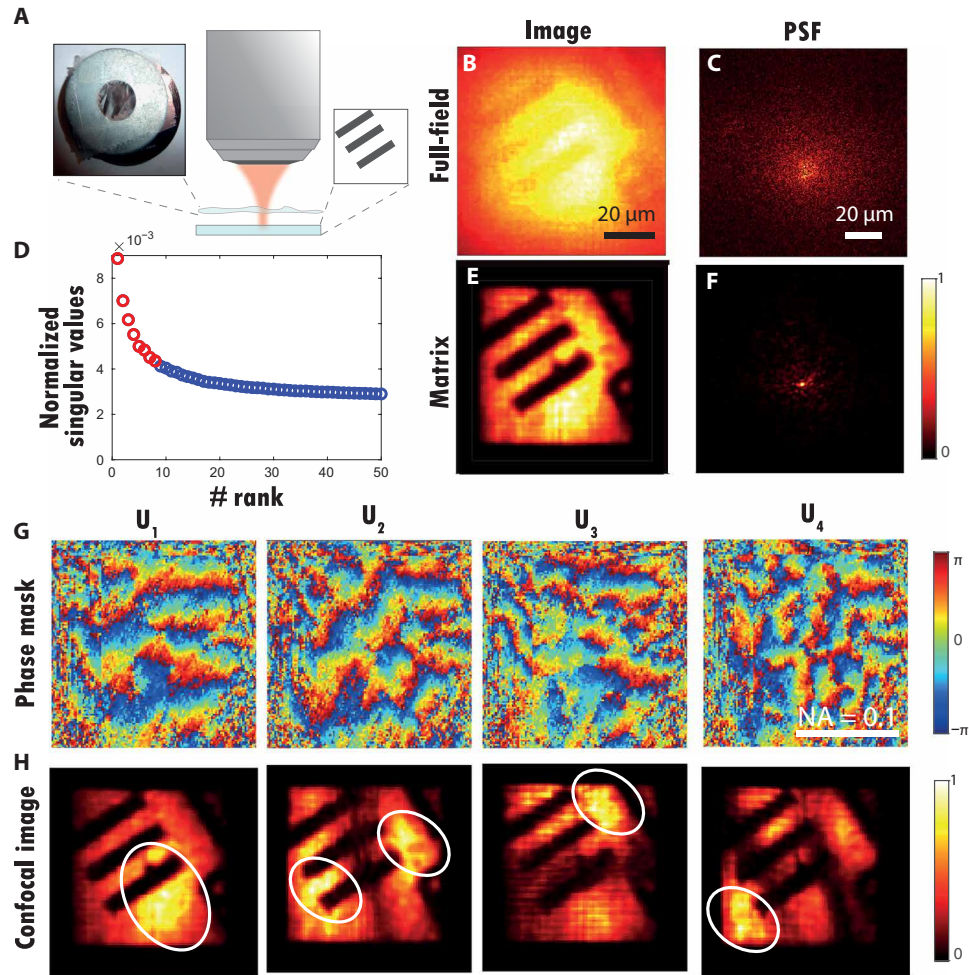 A
Image
PSF
Full-field
B
20 μm
C
20 μm
D
× 10⁻³
8
6
4
2
0
0
10
20
30
40
50
Normalized
singular values
# rank
Matrix
E
F
1
0
G
U₁
U₂
U₃
U₄
Phase mask
NA = 0.1
π
0
−π
H
Confocal image
1
0